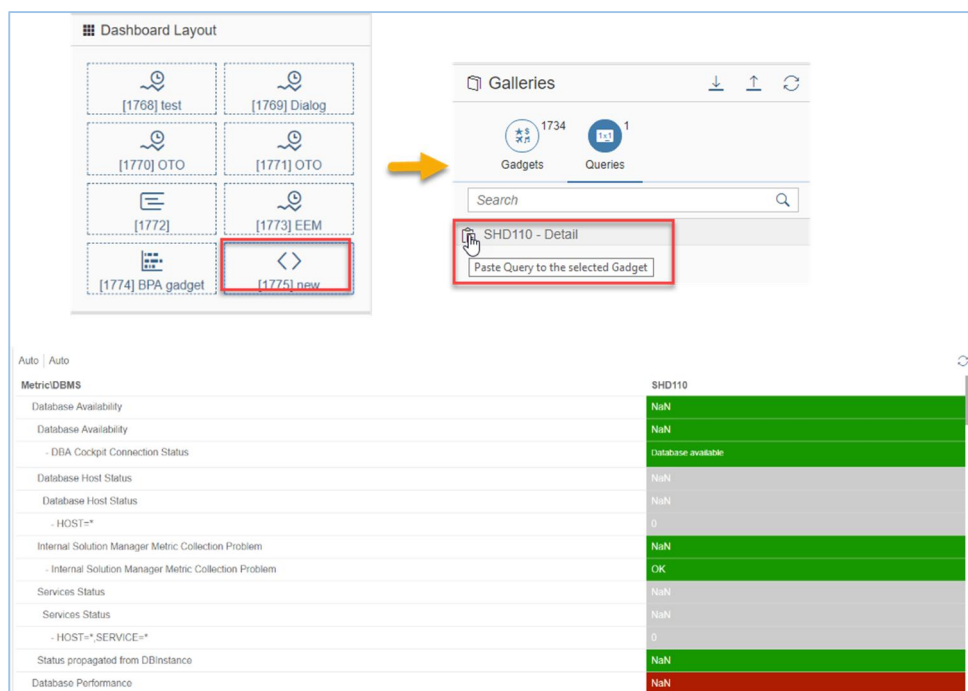 Dashboard Layout
[1768] test
[1769] Dialog
[1770] OTO
[1771] OTO
[1772]
[1773] EEM
[1774] BPA gadget
[1775] new
Galleries
1734
1
Gadgets
Queries
Search
SHD110 - Detail
Paste Query to the selected Gadget
Auto Auto
Metric\DBMS SHD110
Database Availability NaN
Database Availability NaN
- DBA Cockpit Connection Status Database available
Database Host Status NaN
Database Host Status NaN
- HOST=* 0
Internal Solution Manager Metric Collection Problem NaN
- Internal Solution Manager Metric Collection Problem OK
Services Status NaN
Services Status NaN
- HOST=*,SERVICE=* 0
Status propagated from DBInstance NaN
Database Performance NaN